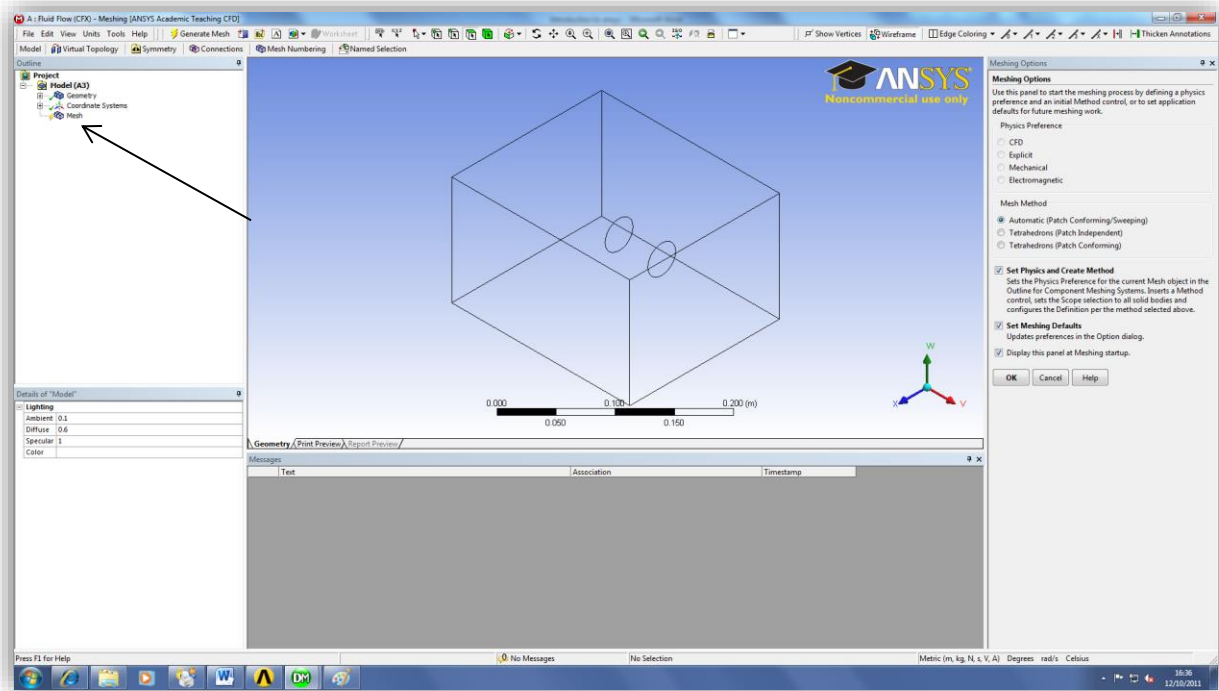 A : Fluid Flow (CFX) - Meshing [ANSYS Academic Teaching CFD]
File Edit View Units Tools Help Generate Mesh Worksheet Show Vertices Wireframe Edge Coloring Thicken Annotations
Model Virtual Topology Symmetry Connections Mesh Numbering Named Selection
Outline
Project
Model (A3)
Geometry
Coordinate Systems
Mesh
Details of "Model"
Lighting
Ambient 0.1
Diffuse 0.6
Specular 1
Color
ANSYS
Noncommercial use only
W
X
V
0.000 0.100 0.200 (m)
0.050 0.150
Geometry Print Preview Report Preview
Messages
Text Association Timestamp
Meshing Options
Meshing Options
Use this panel to start the meshing process by defining a physics
preference and an initial Method control, or to set application
defaults for future meshing work.
Physics Preference
CFD
Explicit
Mechanical
Electromagnetic
Mesh Method
Automatic (Patch Conforming/Sweeping)
Tetrahedrons (Patch Independent)
Tetrahedrons (Patch Conforming)
Set Physics and Create Method
Sets the Physics Preference for the current Mesh object in the
Outline for Component Meshing Systems. Inserts a Method
control, sets the Scope selection to all solid bodies and
configures the Definition per the method selected above.
Set Meshing Defaults
Updates preferences in the Option dialog.
Display this panel at Meshing startup.
OK Cancel Help
Press F1 for Help 0 No Messages No Selection Metric (m, kg, N, s, V, A) Degrees rad/s Celsius
W DM
16:36
12/10/2011